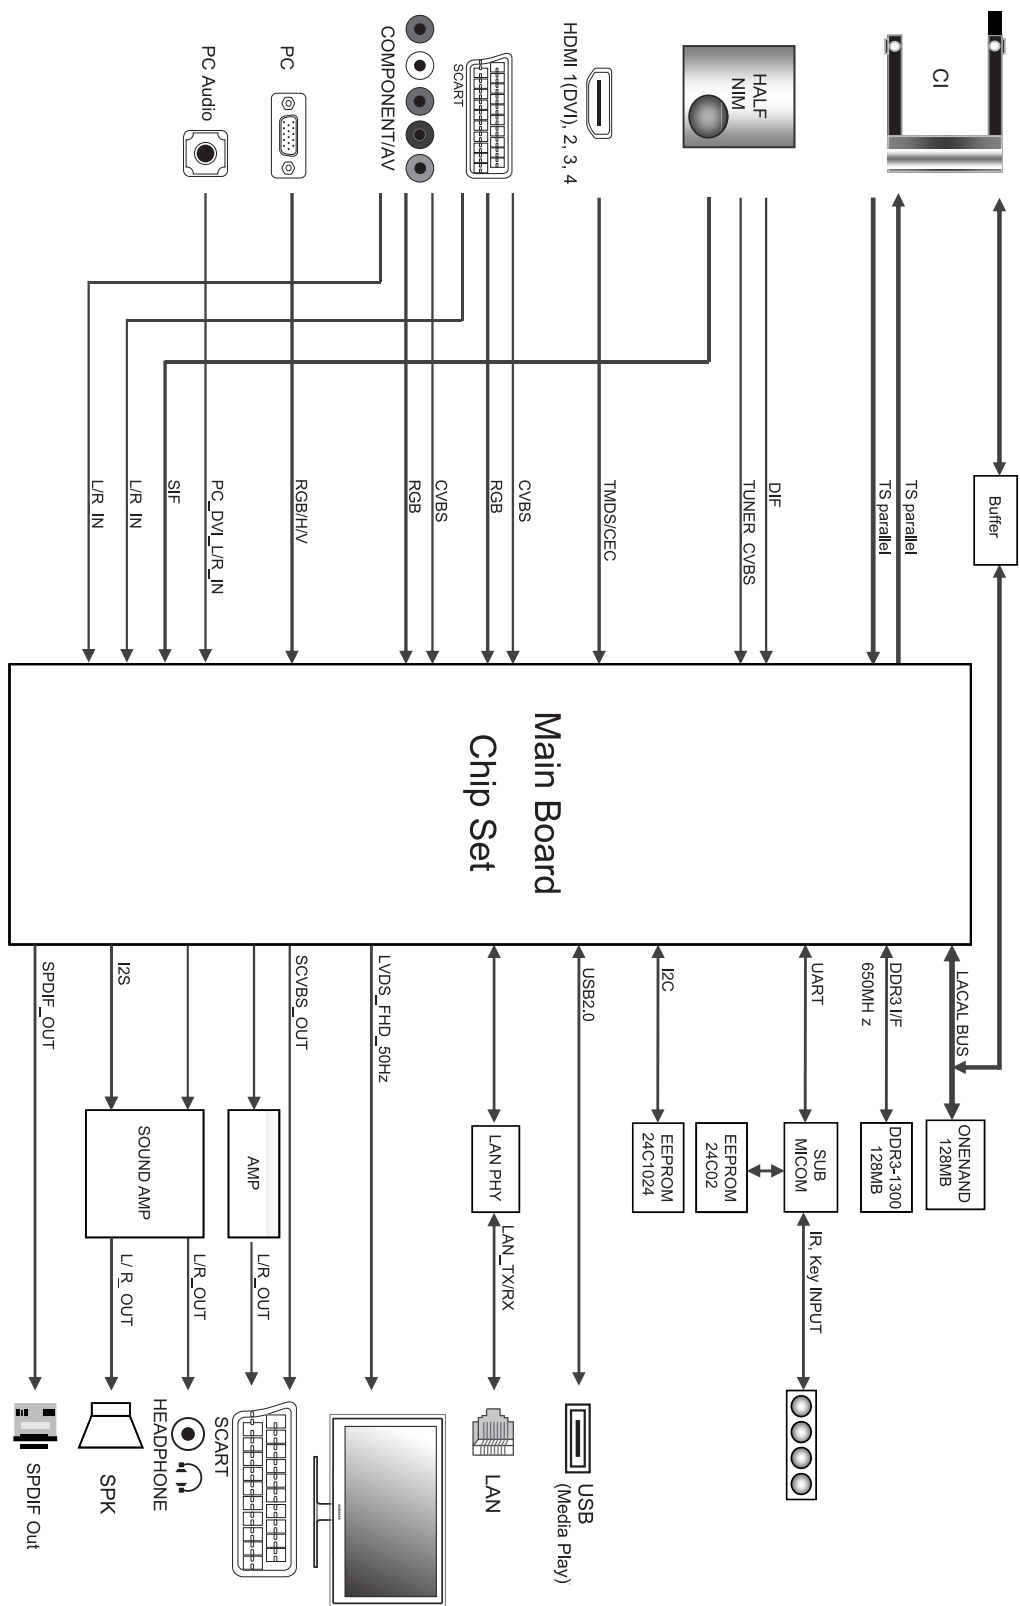 CI
HALF
NIM
HDMI 1(DVI), 2, 3, 4
SCART
COMPONENT/AV
PC
PC Audio
Buffer
TS parallel
TS parallel
DIF
TUNER_CVBS
TMDS/CEC
CVBS
RGB
CVBS
RGB
RGB/H/V
PC_DVI_L/R_IN
SIF
L/R_IN
L/R_IN
Main Board
Chip Set
LACAL BUS
DDR3 I/F
650MH z
UART
I2C
USB2.0
LVDS_FHD_50Hz
SCVBS_OUT
I2S
SPDIF_OUT
ONENAND
128MB
DDR3-1300
128MB
SUB
MICOM
EEPROM
24C02
EEPROM
24C1024
LAN PHY
AMP
SOUND AMP
IR, Key INPUT
LAN_TX/RX
L/R_OUT
L/R_OUT
L/ R_OUT
USB
(Media Play)
LAN
SCART
HEADPHONE
SPK
SPDIF Out